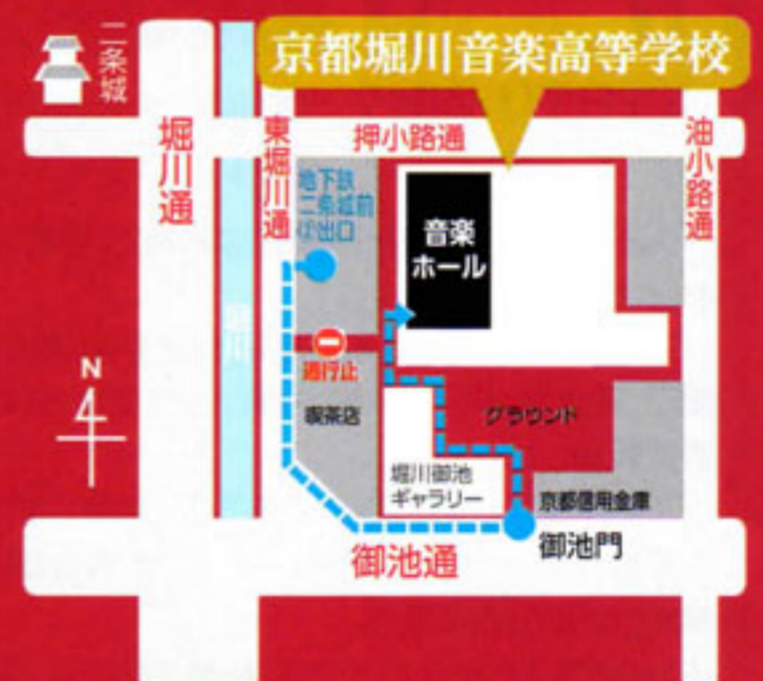 京都堀川音楽高等学校
二条城
堀川通
東堀川通
押小路通
油小路通
地下鉄
二条城前
②出口
音楽
ホール
堀川
N
通行止
喫茶店
グラウンド
堀川御池
ギャラリー
京都信用金庫
御池門
御池通